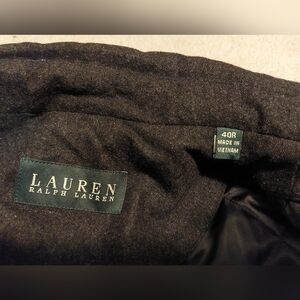 LAUREN
RALPH LAUREN
40R
MADE IN
VIETNAM